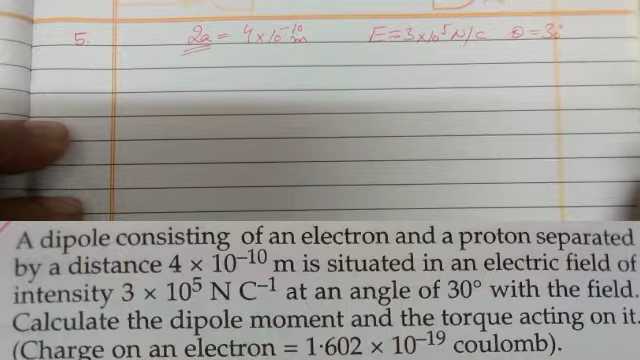 5. 2a = 4×10⁻¹⁰ m E = 3×10⁵ N/C θ = 30°
A dipole consisting of an electron and a proton separated
by a distance 4 × 10⁻¹⁰ m is situated in an electric field of
intensity 3 × 10⁵ N C⁻¹ at an angle of 30° with the field.
Calculate the dipole moment and the torque acting on it.
(Charge on an electron = 1·602 × 10⁻¹⁹ coulomb).